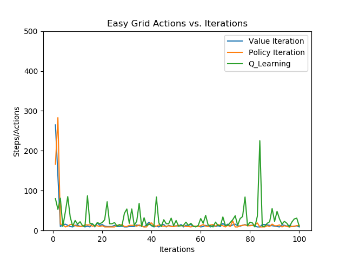 Easy Grid Actions vs. Iterations
Value Iteration
Policy Iteration
Q_Learning
Steps/Actions
500
400
300
200
100
0
0 20 40 60 80 100
Iterations